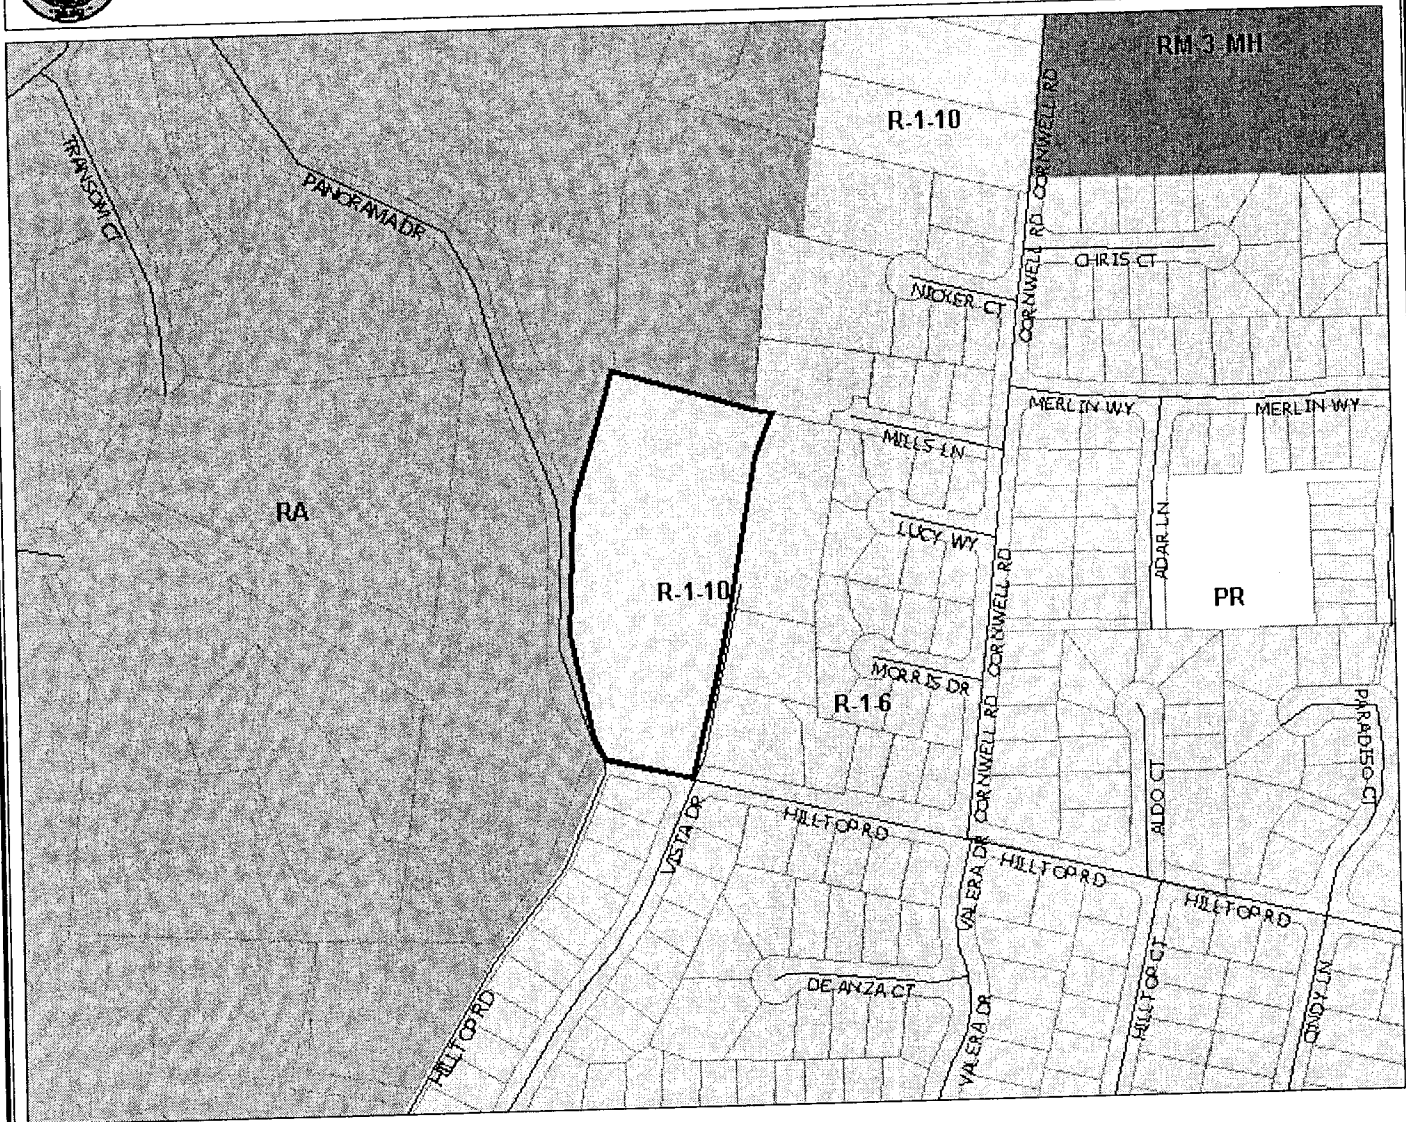 RM-3-MH
R-1-10
CORNWELL RD
TRANSOM CT
PANORAMA DR
CORNWELL RD
CHRIS CT
NICKER CT
MERLIN WY
MERLIN WY
MILLS LN
RA
ADAR LN
LUCY WY
R-1-10
PR
CORNWELL RD
MORRIS DR
R-1-6
CORNWELL RD
PARADISO CT
ALDO CT
HILLTOP RD
VISTA DR
HILLTOP RD
VALERA DR
HILLTOP RD
DE ANZA CT
HILLTOP CT
CINDY LN
HILLTOP RD
VALERA DR